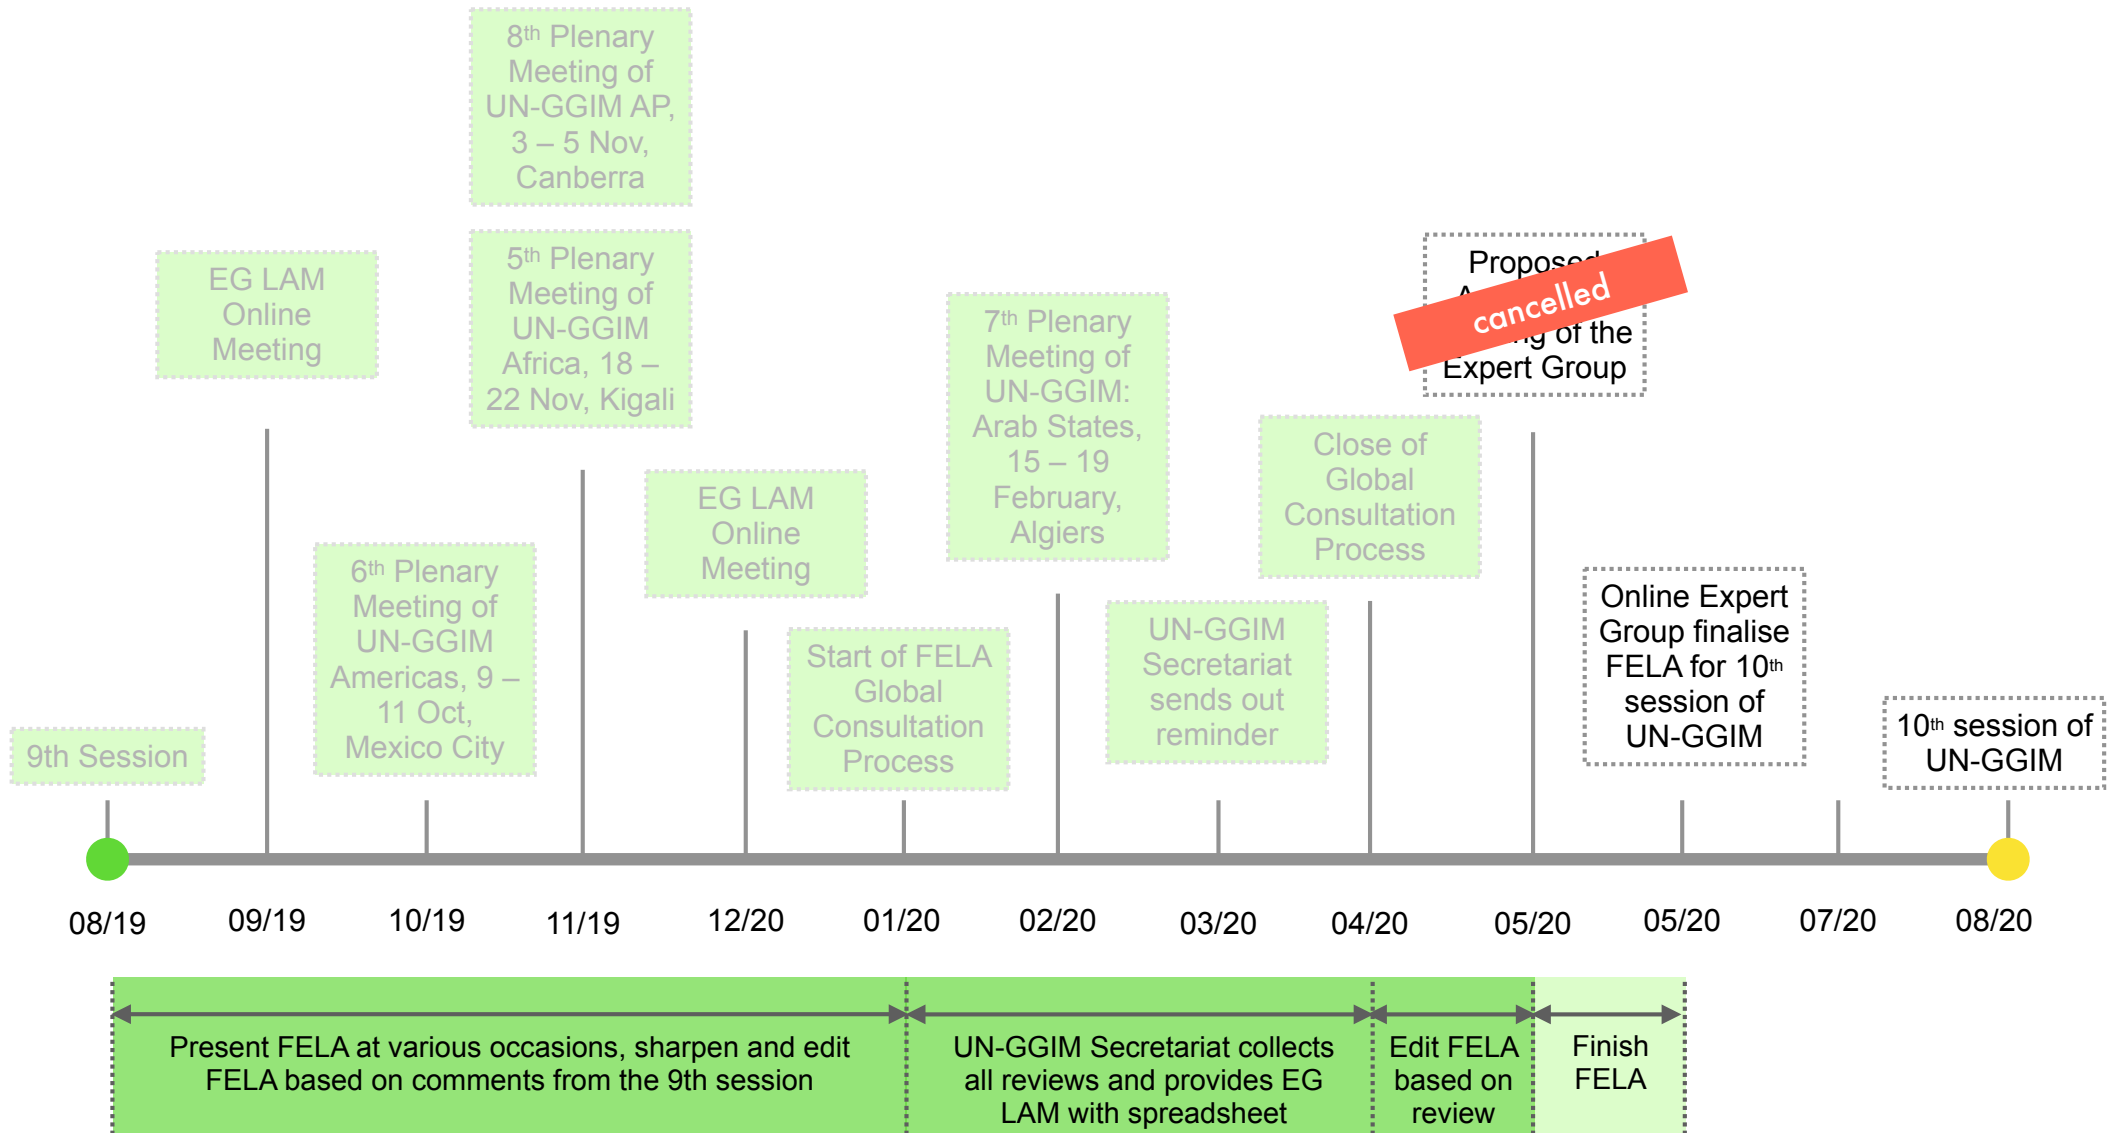 8th Plenary
Meeting of
UN-GGIM AP,
3 – 5 Nov,
Canberra
5th Plenary
Meeting of
UN-GGIM
Africa, 18 –
22 Nov, Kigali
EG LAM
Online
Meeting
6th Plenary
Meeting of
UN-GGIM
Americas, 9 –
11 Oct,
Mexico City
9th Session
EG LAM
Online
Meeting
Start of FELA
Global
Consultation
Process
7th Plenary
Meeting of
UN-GGIM:
Arab States,
15 – 19
February,
Algiers
UN-GGIM
Secretariat
sends out
reminder
Close of
Global
Consultation
Process
Proposed
cancelled
of the
Expert Group
Online Expert
Group finalise
FELA for 10th
session of
UN-GGIM
10th session of
UN-GGIM
08/19 09/19 10/19 11/19 12/20 01/20 02/20 03/20 04/20 05/20 05/20 07/20 08/20
Present FELA at various occasions, sharpen and edit
FELA based on comments from the 9th session
UN-GGIM Secretariat collects
all reviews and provides EG
LAM with spreadsheet
Edit FELA
based on
review
Finish
FELA